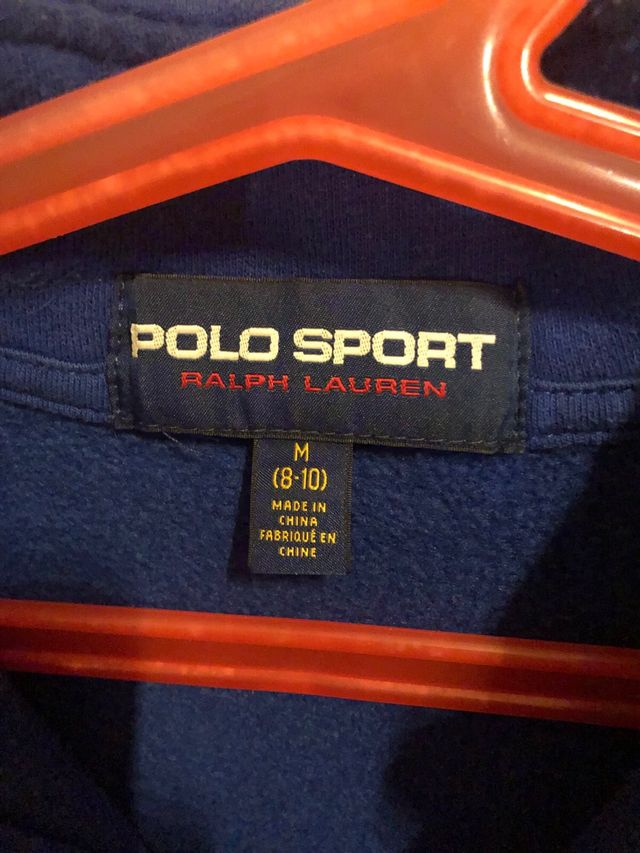 POLO SPORT
RALPH LAUREN
M
(8-10)
MADE IN
CHINA
FABRIQUÉ EN
CHINE